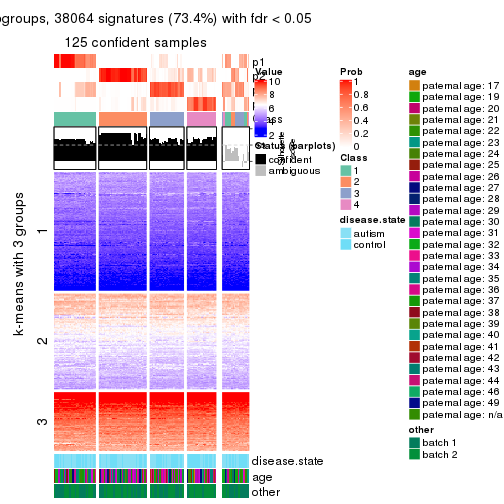 ogroups, 38064 signatures (73.4%) with fdr < 0.05
125 confident samples
k-means with 3 groups
1
2
3
p1
disease.state
age
other
Value
10
8
6
4
2
Status (barplots)
confident
ambiguous
Prob
1
0.8
0.6
0.4
0.2
0
Class
1
2
3
4
disease.state
autism
control
age
paternal age: 17
paternal age: 19
paternal age: 20
paternal age: 21
paternal age: 22
paternal age: 23
paternal age: 24
paternal age: 25
paternal age: 26
paternal age: 27
paternal age: 28
paternal age: 29
paternal age: 30
paternal age: 31
paternal age: 32
paternal age: 33
paternal age: 34
paternal age: 35
paternal age: 36
paternal age: 37
paternal age: 38
paternal age: 39
paternal age: 40
paternal age: 41
paternal age: 42
paternal age: 43
paternal age: 44
paternal age: 46
paternal age: 49
paternal age: n/a
other
batch 1
batch 2